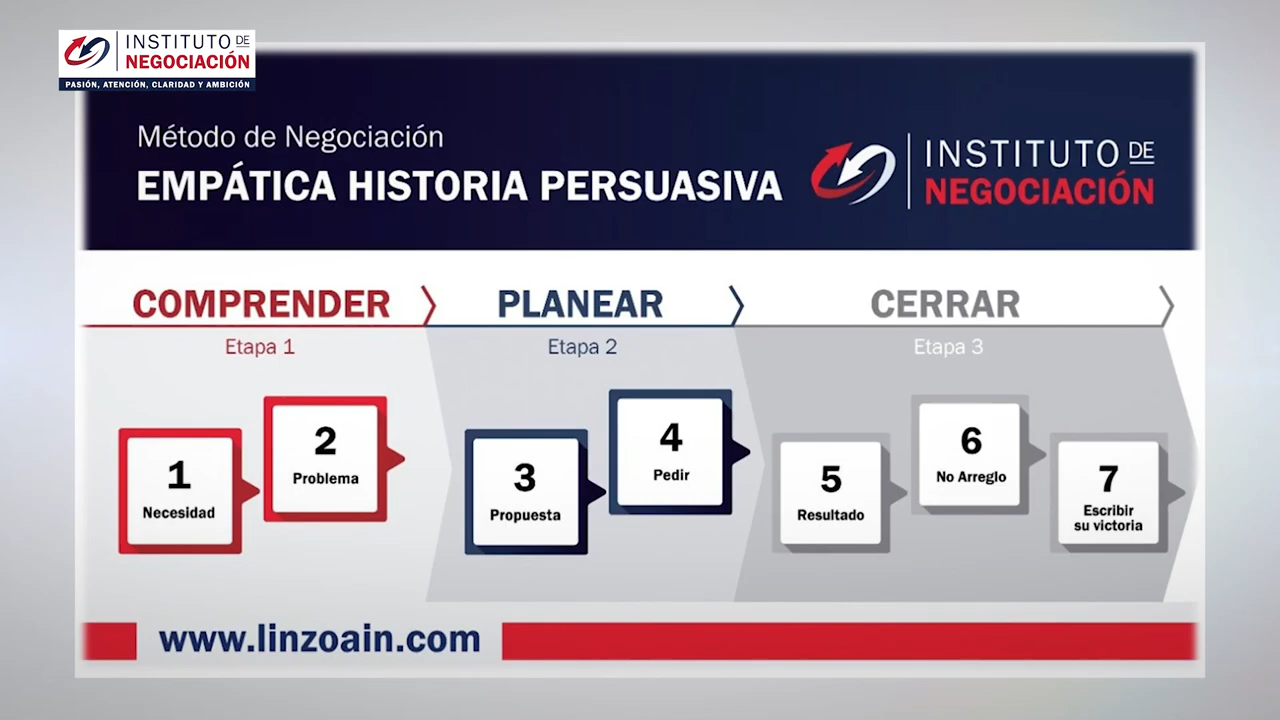 INSTITUTO DE
NEGOCIACIÓN
PASIÓN, ATENCIÓN, CLARIDAD Y AMBICIÓN
Método de Negociación
EMPÁTICA HISTORIA PERSUASIVA
INSTITUTO DE
NEGOCIACIÓN
COMPRENDER
Etapa 1
PLANEAR
Etapa 2
CERRAR
Etapa 3
1
Necesidad
2
Problema
3
Propuesta
4
Pedir
5
Resultado
6
No Arreglo
7
Escribir
su victoria
www.linzoain.com